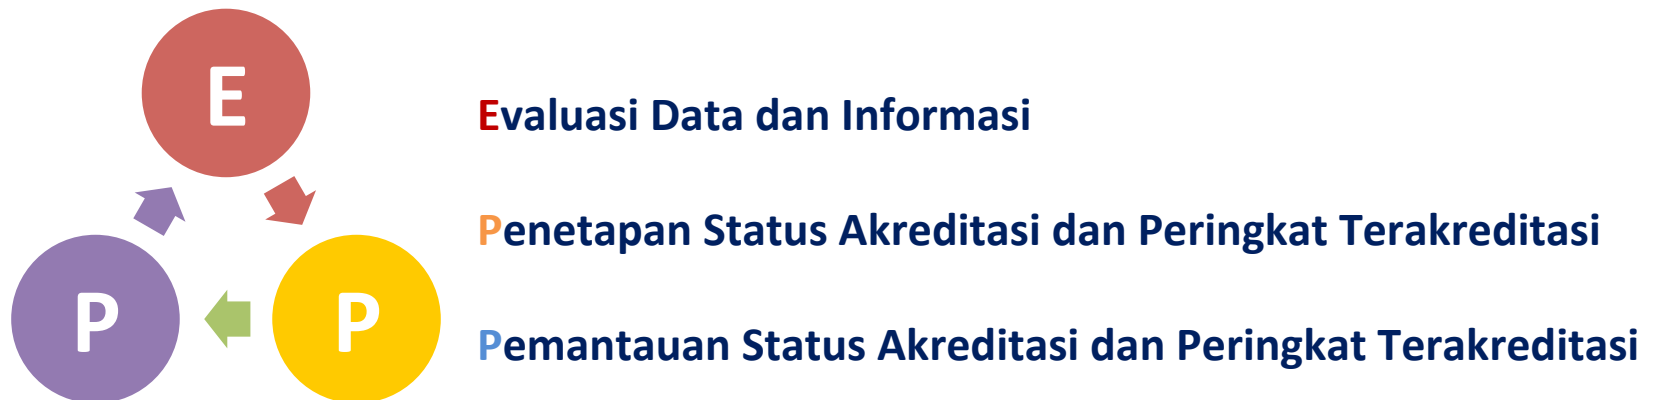 E
P
P
Evaluasi Data dan Informasi
Penetapan Status Akreditasi dan Peringkat Terakreditasi
Pemantauan Status Akreditasi dan Peringkat Terakreditasi